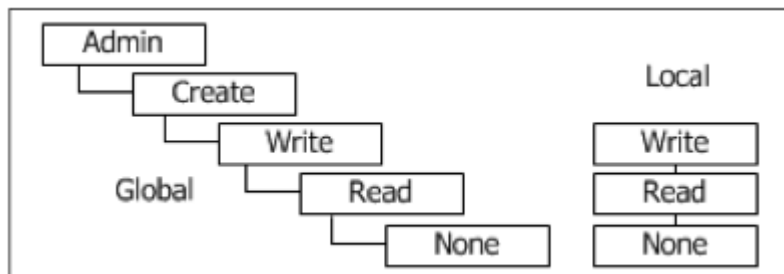 Admin
Create
Local
Write
Write
Global
Read
Read
None
None